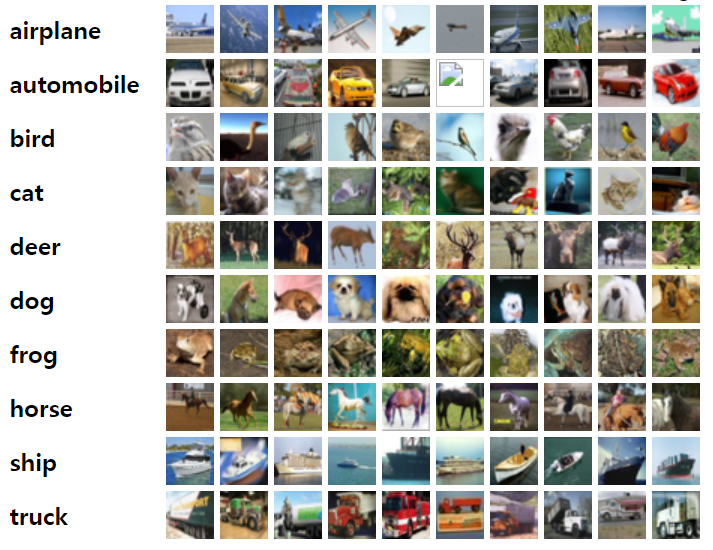 airplane
automobile
bird
cat
deer
dog
frog
horse
ship
truck